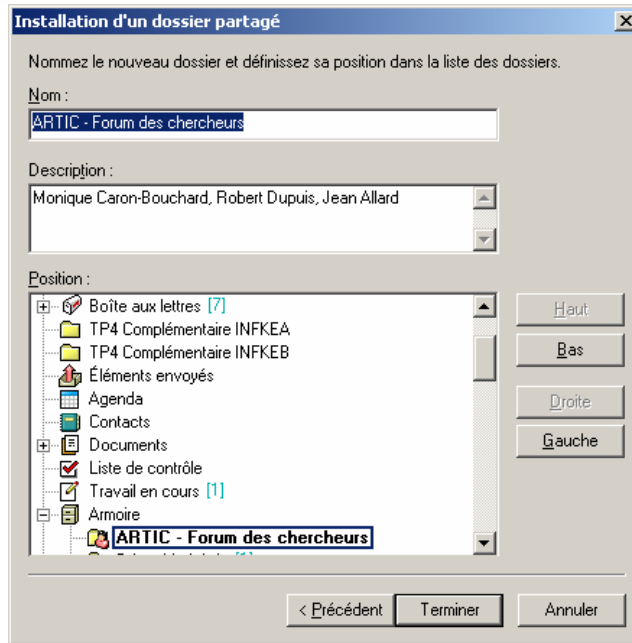 Installation d'un dossier partagé
Nommez le nouveau dossier et définissez sa position dans la liste des dossiers.
Nom :
ARTIC - Forum des chercheurs
Description :
Monique Caron-Bouchard, Robert Dupuis, Jean Allard
Position :
Boîte aux lettres [7]
TP4 Complémentaire INFKEA
TP4 Complémentaire INFKEB
Éléments envoyés
Agenda
Contacts
Documents
Liste de contrôle
Travail en cours [1]
Armoire
ARTIC - Forum des chercheurs
Haut
Bas
Droite
Gauche
< Précédent
Terminer
Annuler